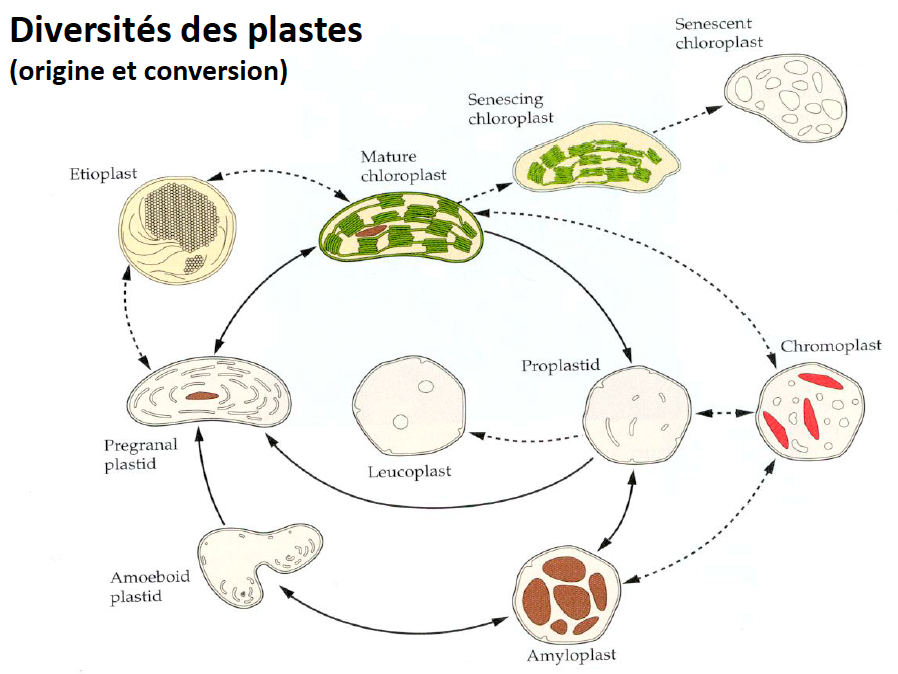 Diversités des plastes
(origine et conversion)
Senescent
chloroplast
Senescing
chloroplast
Mature
chloroplast
Etioplast
Chromoplast
Proplastid
Pregranal
plastid
Leucoplast
Amoeboid
plastid
Amyloplast